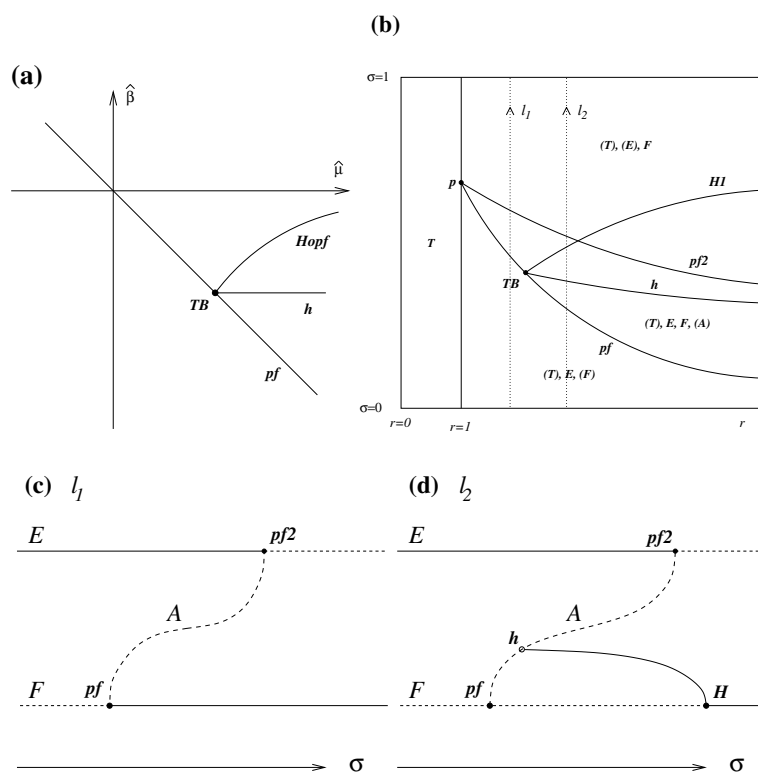 (a)
β̂
μ̂
Hopf
TB
h
pf
(b)
σ=1
l1
l2
(T), (E), F
p
H1
T
TB
pf2
h
(T), E, F, (A)
pf
(T), E, (F)
σ=0
r=0
r=1
r
(c) l1
E
pf2
A
F
pf
σ
(d) l2
E
pf2
A
h
F
pf
H
σ